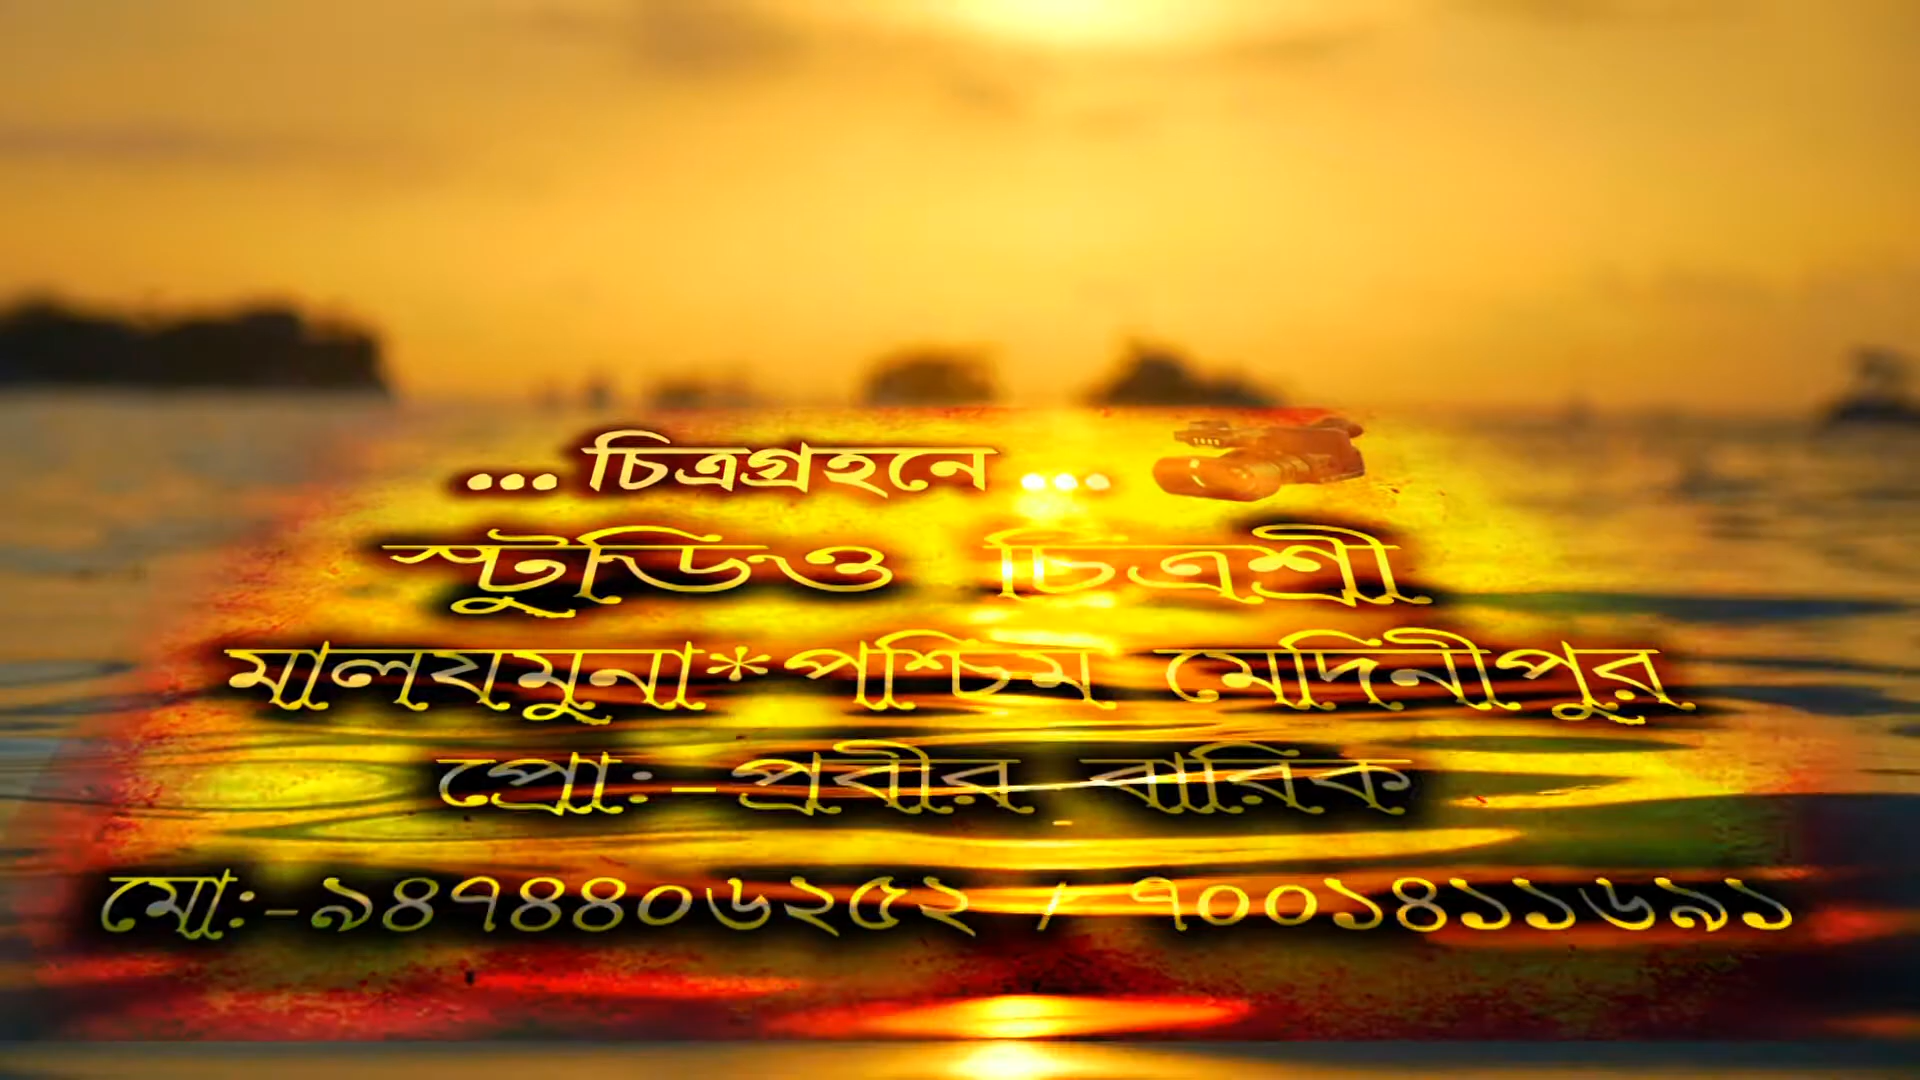 ... চিত্রগ্রহনে ...
স্টুডিও চিত্রশ্রী
মালযমুনা*পশ্চিম মেদিনীপুর
প্রো:-প্রবীর বারিক
মো:-৯৪৭৪৪০৬২৫২ / ৭০০১৪১১৬৯১